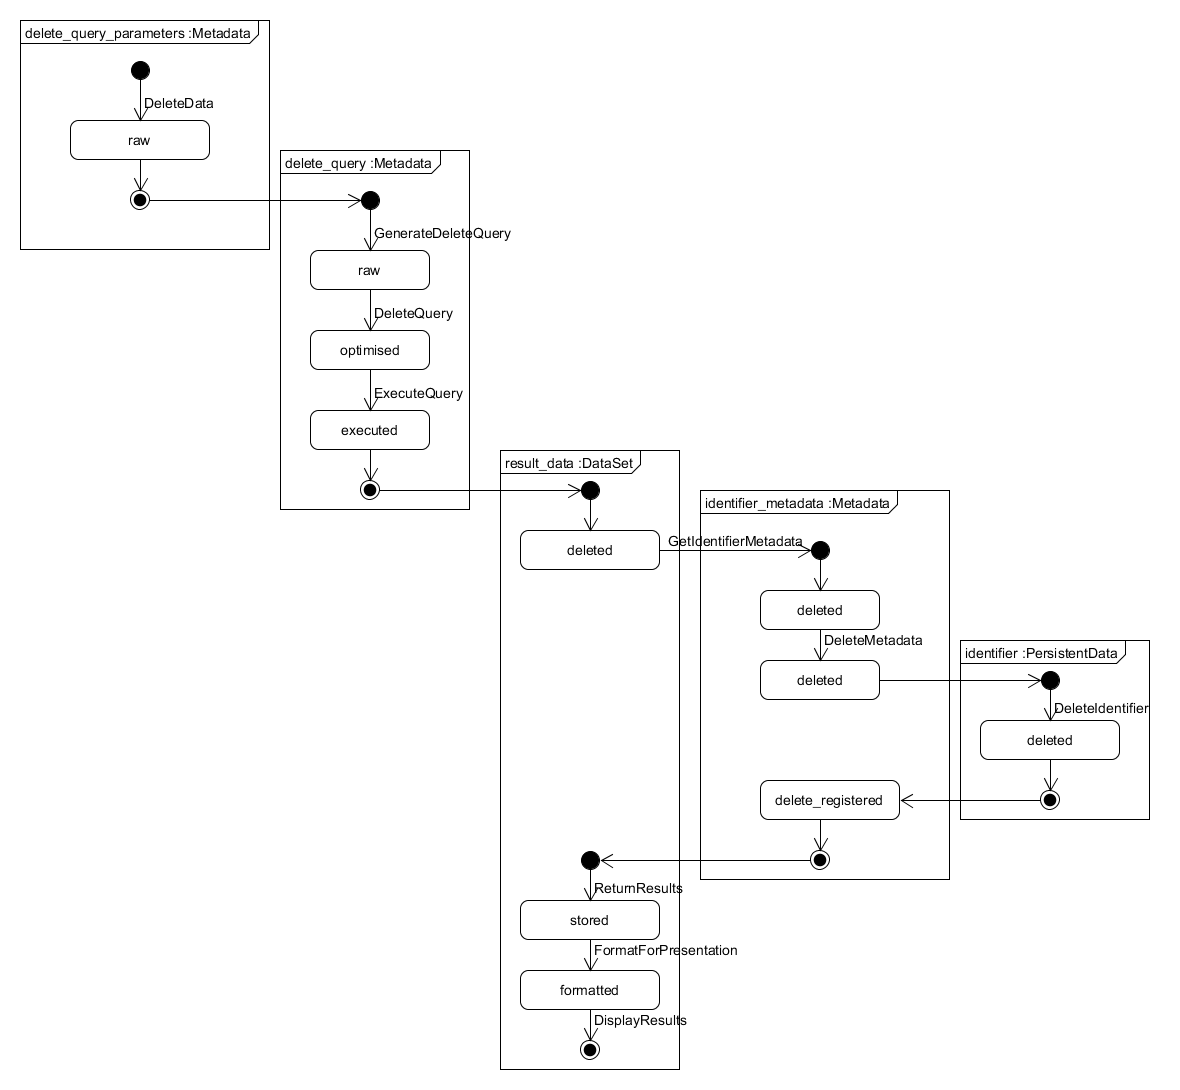 delete_query_parameters :Metadata
DeleteData
raw
delete_query :Metadata
GenerateDeleteQuery
raw
DeleteQuery
optimised
ExecuteQuery
executed
result_data :DataSet
deleted
GetIdentifierMetadata
identifier_metadata :Metadata
deleted
DeleteMetadata
deleted
identifier :PersistentData
DeleteIdentifier
deleted
delete_registered
ReturnResults
stored
FormatForPresentation
formatted
DisplayResults